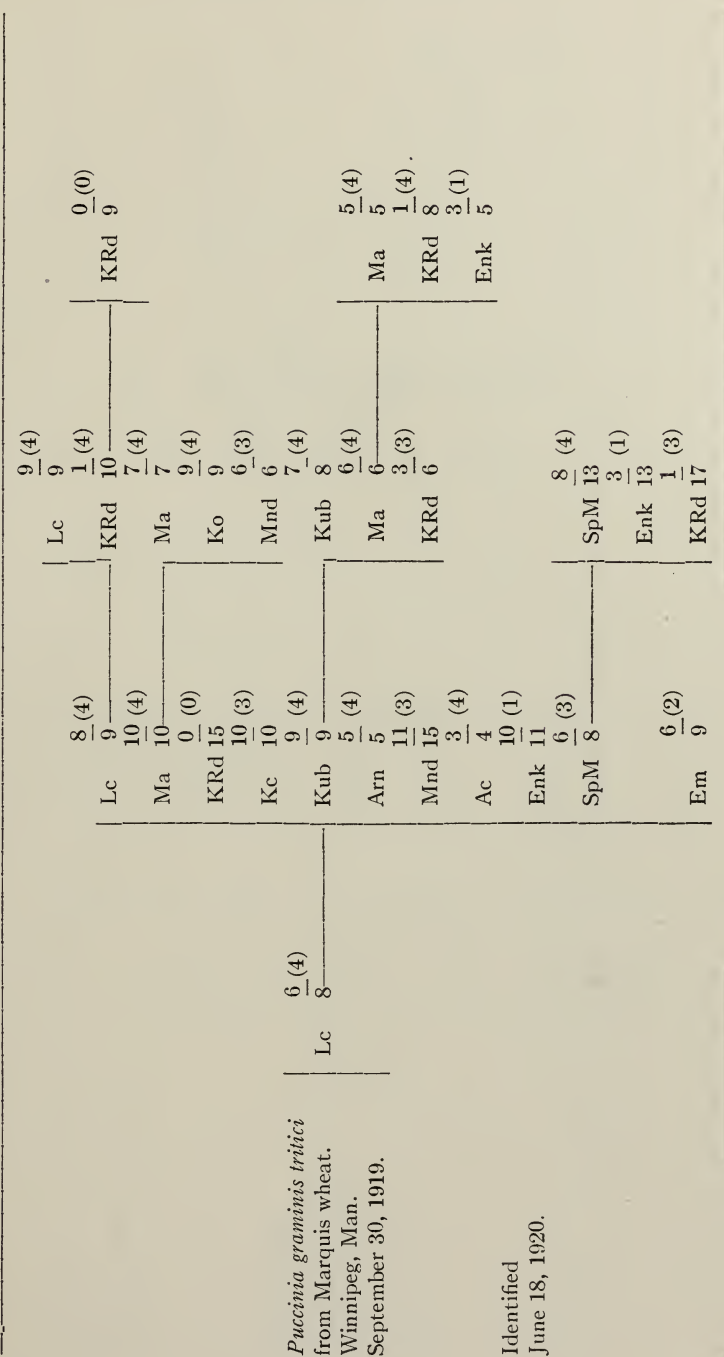 Puccinia graminis tritici
from Marquis wheat.
Winnipeg, Man.
September 30, 1919.
Identified
June 18, 1920.
6 (4)
Lc 8
8 (4)
Lc 9
10 (4)
Ma 10
0 (0)
KRd 15
10 (3)
Kc 10
9 (4)
Kub 9
5 (4)
Arn 5
11 (3)
Mnd 15
3 (4)
Ac 4
10 (1)
Enk 11
6 (3)
SpM 8
6 (2)
Em 9
9 (4)
Lc 9
1 (4)
KRd 10
7 (4)
Ma 7
9 (4)
Ko 9
6 (3)
Mnd 6
7 (4)
Kub 8
6 (4)
Ma 6
3 (3)
KRd 6
8 (4)
SpM 13
3 (1)
Enk 13
1 (3)
KRd 17
0 (0)
KRd 9
5 (4)
Ma 5
1 (4)
KRd 8
3 (1)
Enk 5